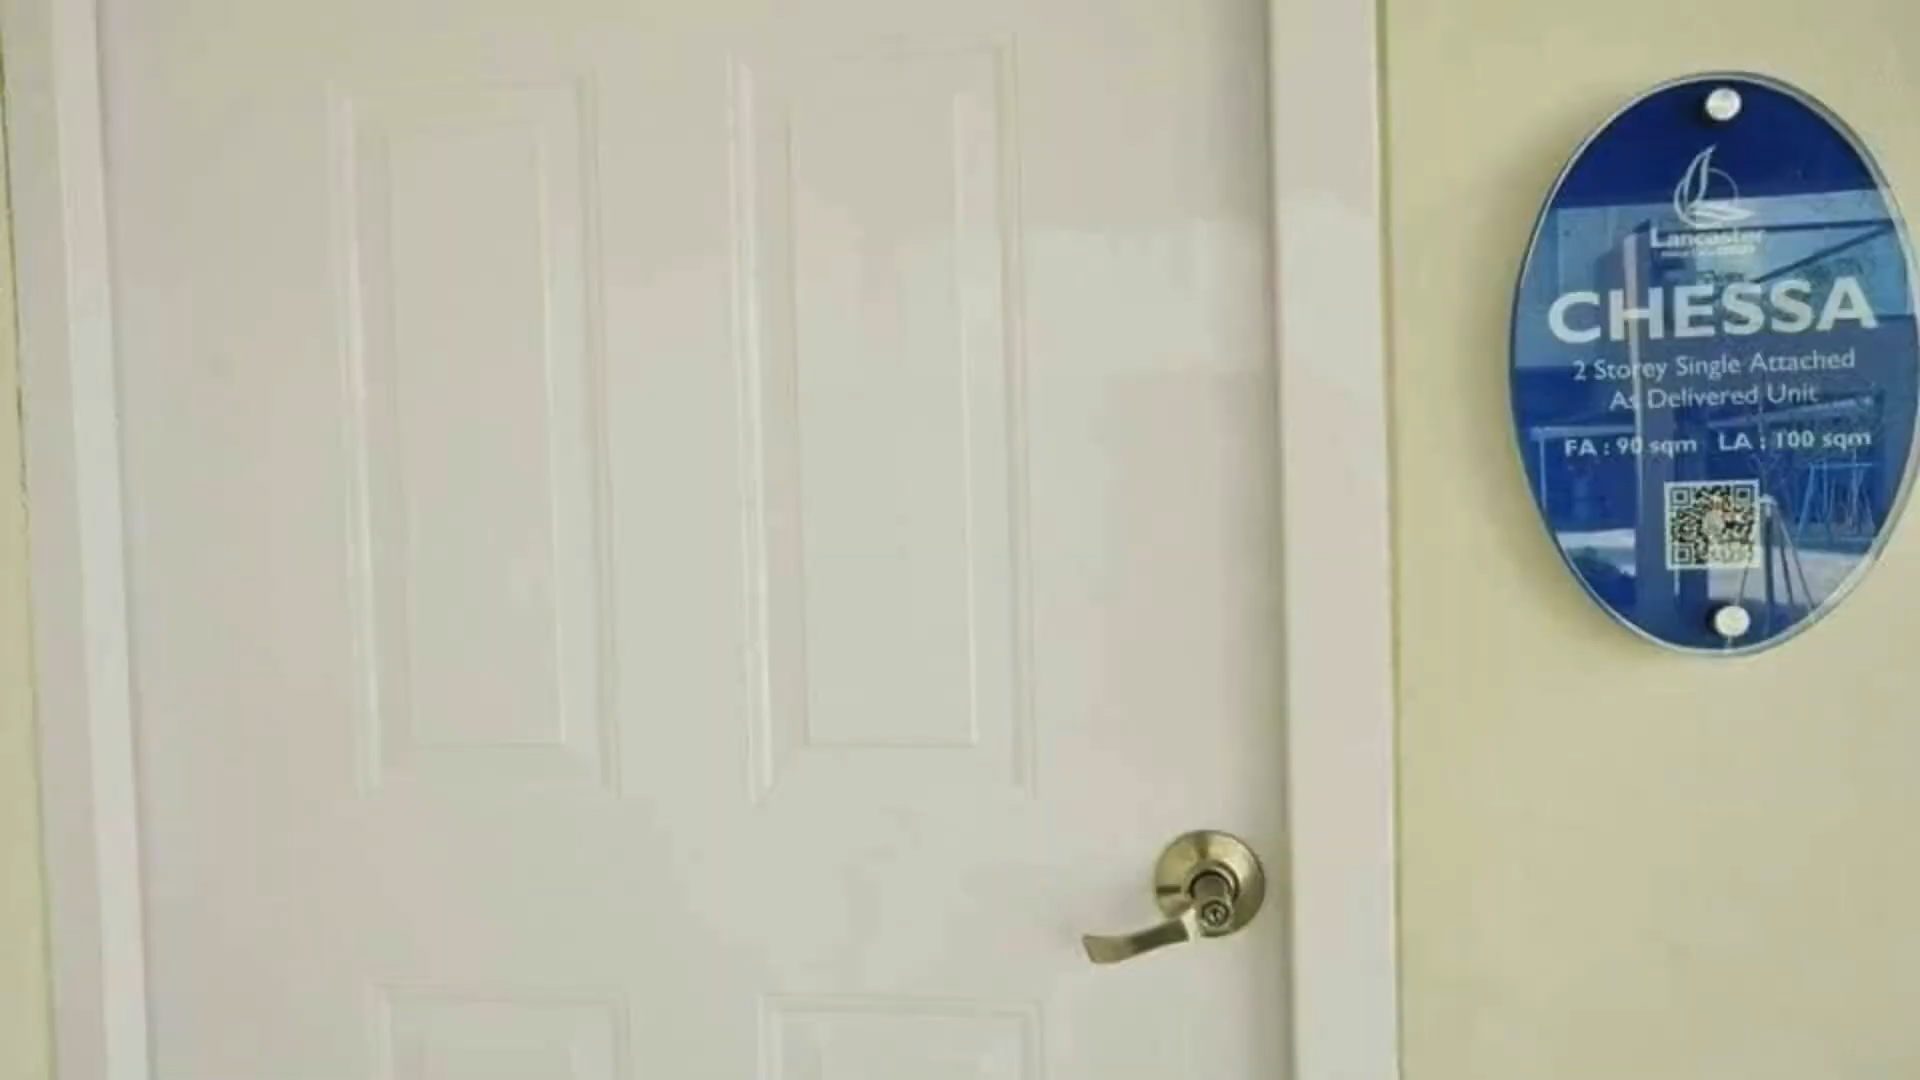 Lancaster
CHESSA
2 Storey Single Attached
As Delivered Unit
FA : 90 sqm LA : 100 sqm